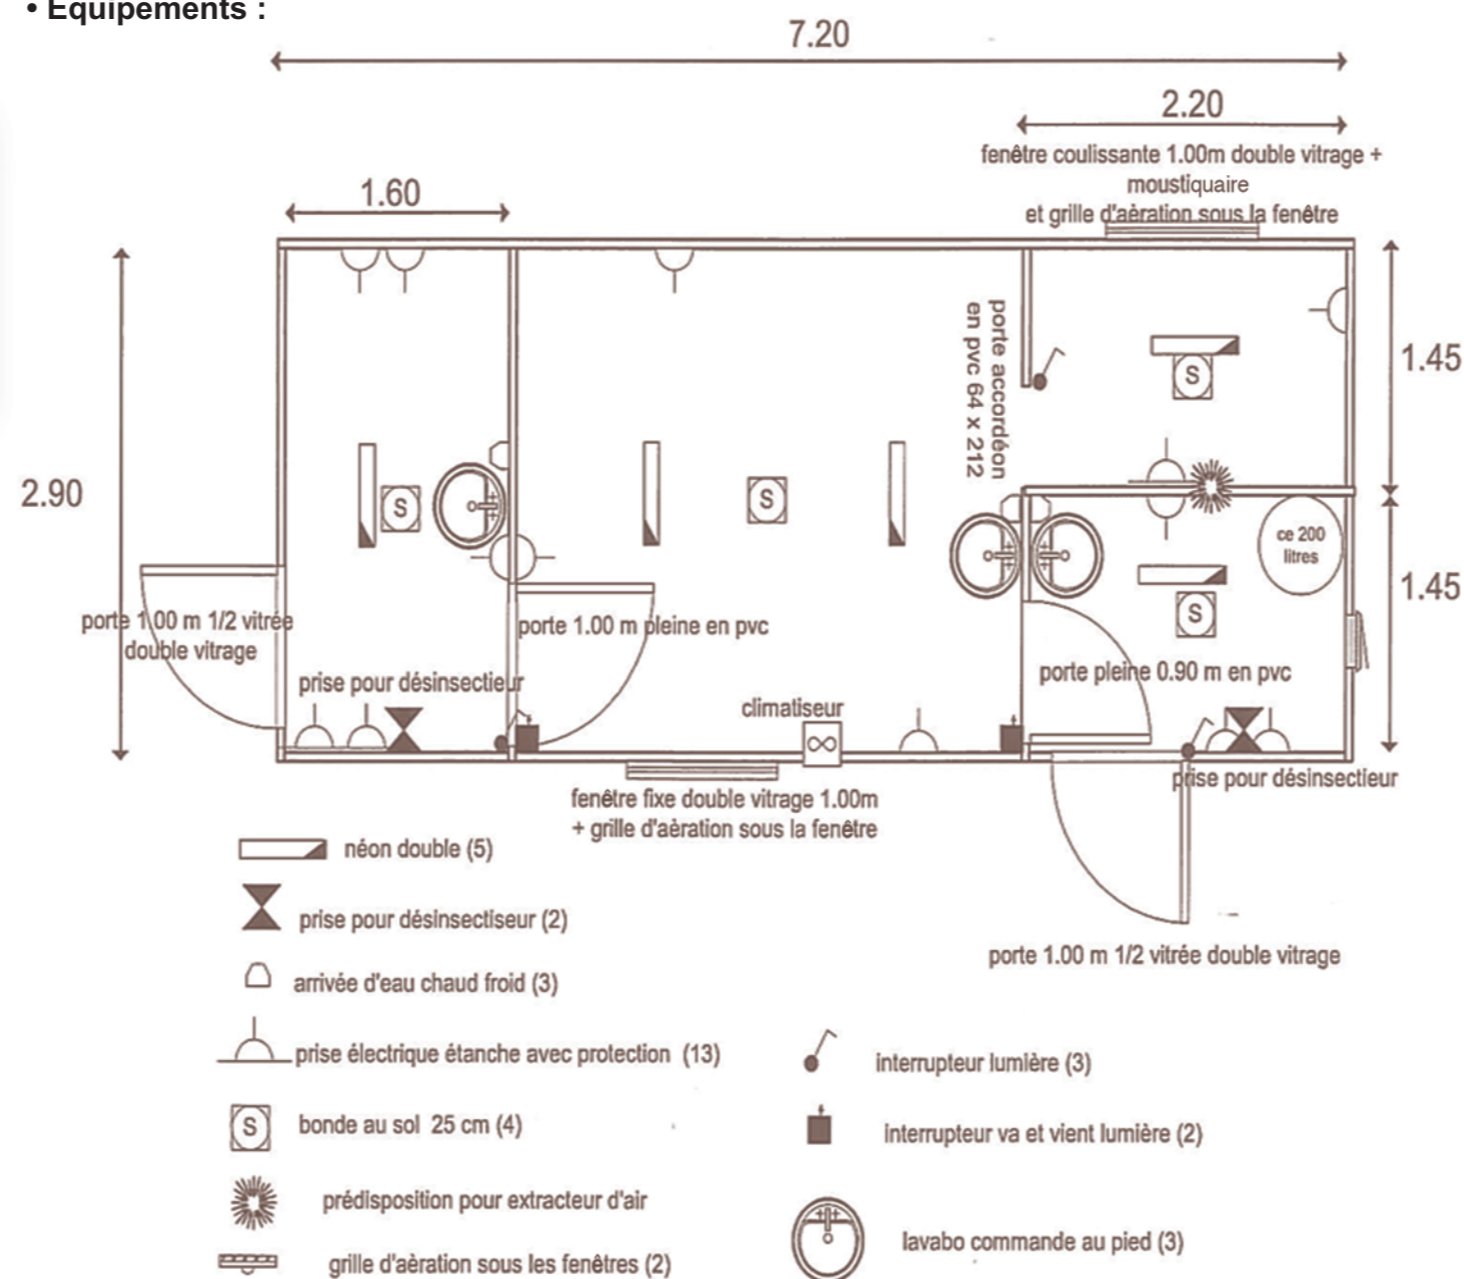 • Equipements :
7.20
2.20
fenêtre coulissante 1.00m double vitrage +
moustiquaire
et grille d'aèration sous la fenêtre
1.60
porte accordéon
en pvc 64 x 212
S
1.45
2.90
S
S
ce 200
litres
1.45
S
porte 1.00 m 1/2 vitrée
double vitrage
porte 1.00 m pleine en pvc
porte pleine 0.90 m en pvc
prise pour désinsectieur
climatiseur
prise pour désinsectieur
fenêtre fixe double vitrage 1.00m
+ grille d'aèration sous la fenêtre
porte 1.00 m 1/2 vitrée double vitrage
néon double (5)
prise pour désinsectiseur (2)
arrivée d'eau chaud froid (3)
prise électrique étanche avec protection (13)
S
bonde au sol 25 cm (4)
prédisposition pour extracteur d'air
grille d'aèration sous les fenêtres (2)
interrupteur lumière (3)
interrupteur va et vient lumière (2)
lavabo commande au pied (3)